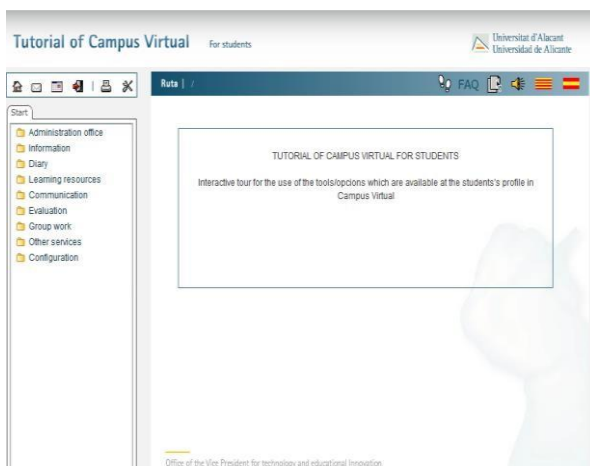 Tutorial of Campus Virtual For students
Universitat d'Alacant
Universidad de Alicante
Ruta | /
FAQ
Start
Administration office
Information
Diary
Learning resources
Communication
Evaluation
Group work
Other services
Configuration
TUTORIAL OF CAMPUS VIRTUAL FOR STUDENTS
Interactive tour for the use of the tools/opcions which are available at the students's profile in
Campus Virtual
Office of the Vice President for technology and educational Innovation